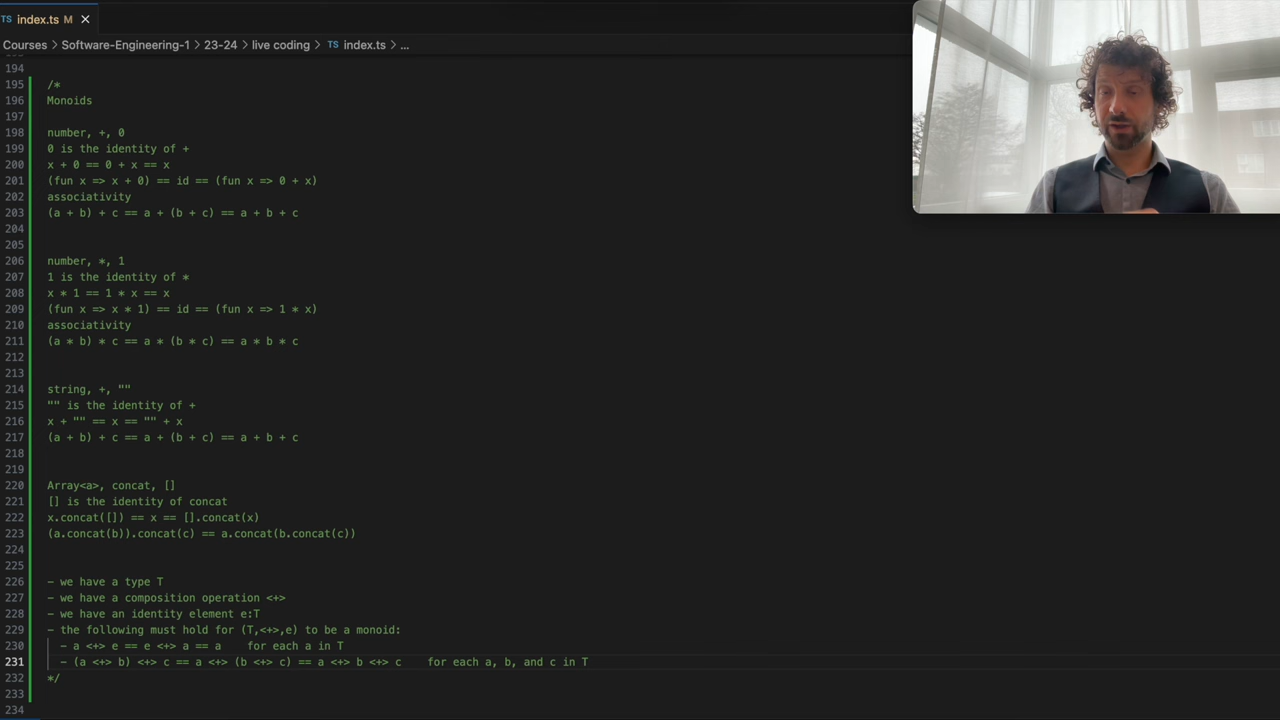 TS index.ts M ×
Courses > Software-Engineering-1 > 23-24 > live coding > TS index.ts > ...
194
195 /*
196 Monoids
197
198 number, +, 0
199 0 is the identity of +
200 x + 0 == 0 + x == x
201 (fun x => x + 0) == id == (fun x => 0 + x)
202 associativity
203 (a + b) + c == a + (b + c) == a + b + c
204
205
206 number, *, 1
207 1 is the identity of *
208 x * 1 == 1 * x == x
209 (fun x => x * 1) == id == (fun x => 1 * x)
210 associativity
211 (a * b) * c == a * (b * c) == a * b * c
212
213
214 string, +, ""
215 "" is the identity of +
216 x + "" == x == "" + x
217 (a + b) + c == a + (b + c) == a + b + c
218
219
220 Array<a>, concat, []
221 [] is the identity of concat
222 x.concat([]) == x == [].concat(x)
223 (a.concat(b)).concat(c) == a.concat(b.concat(c))
224
225
226 - we have a type T
227 - we have a composition operation <+>
228 - we have an identity element e:T
229 - the following must hold for (T,<+>,e) to be a monoid:
230 - a <+> e == e <+> a == a for each a in T
231 - (a <+> b) <+> c == a <+> (b <+> c) == a <+> b <+> c for each a, b, and c in T
232 */
233
234